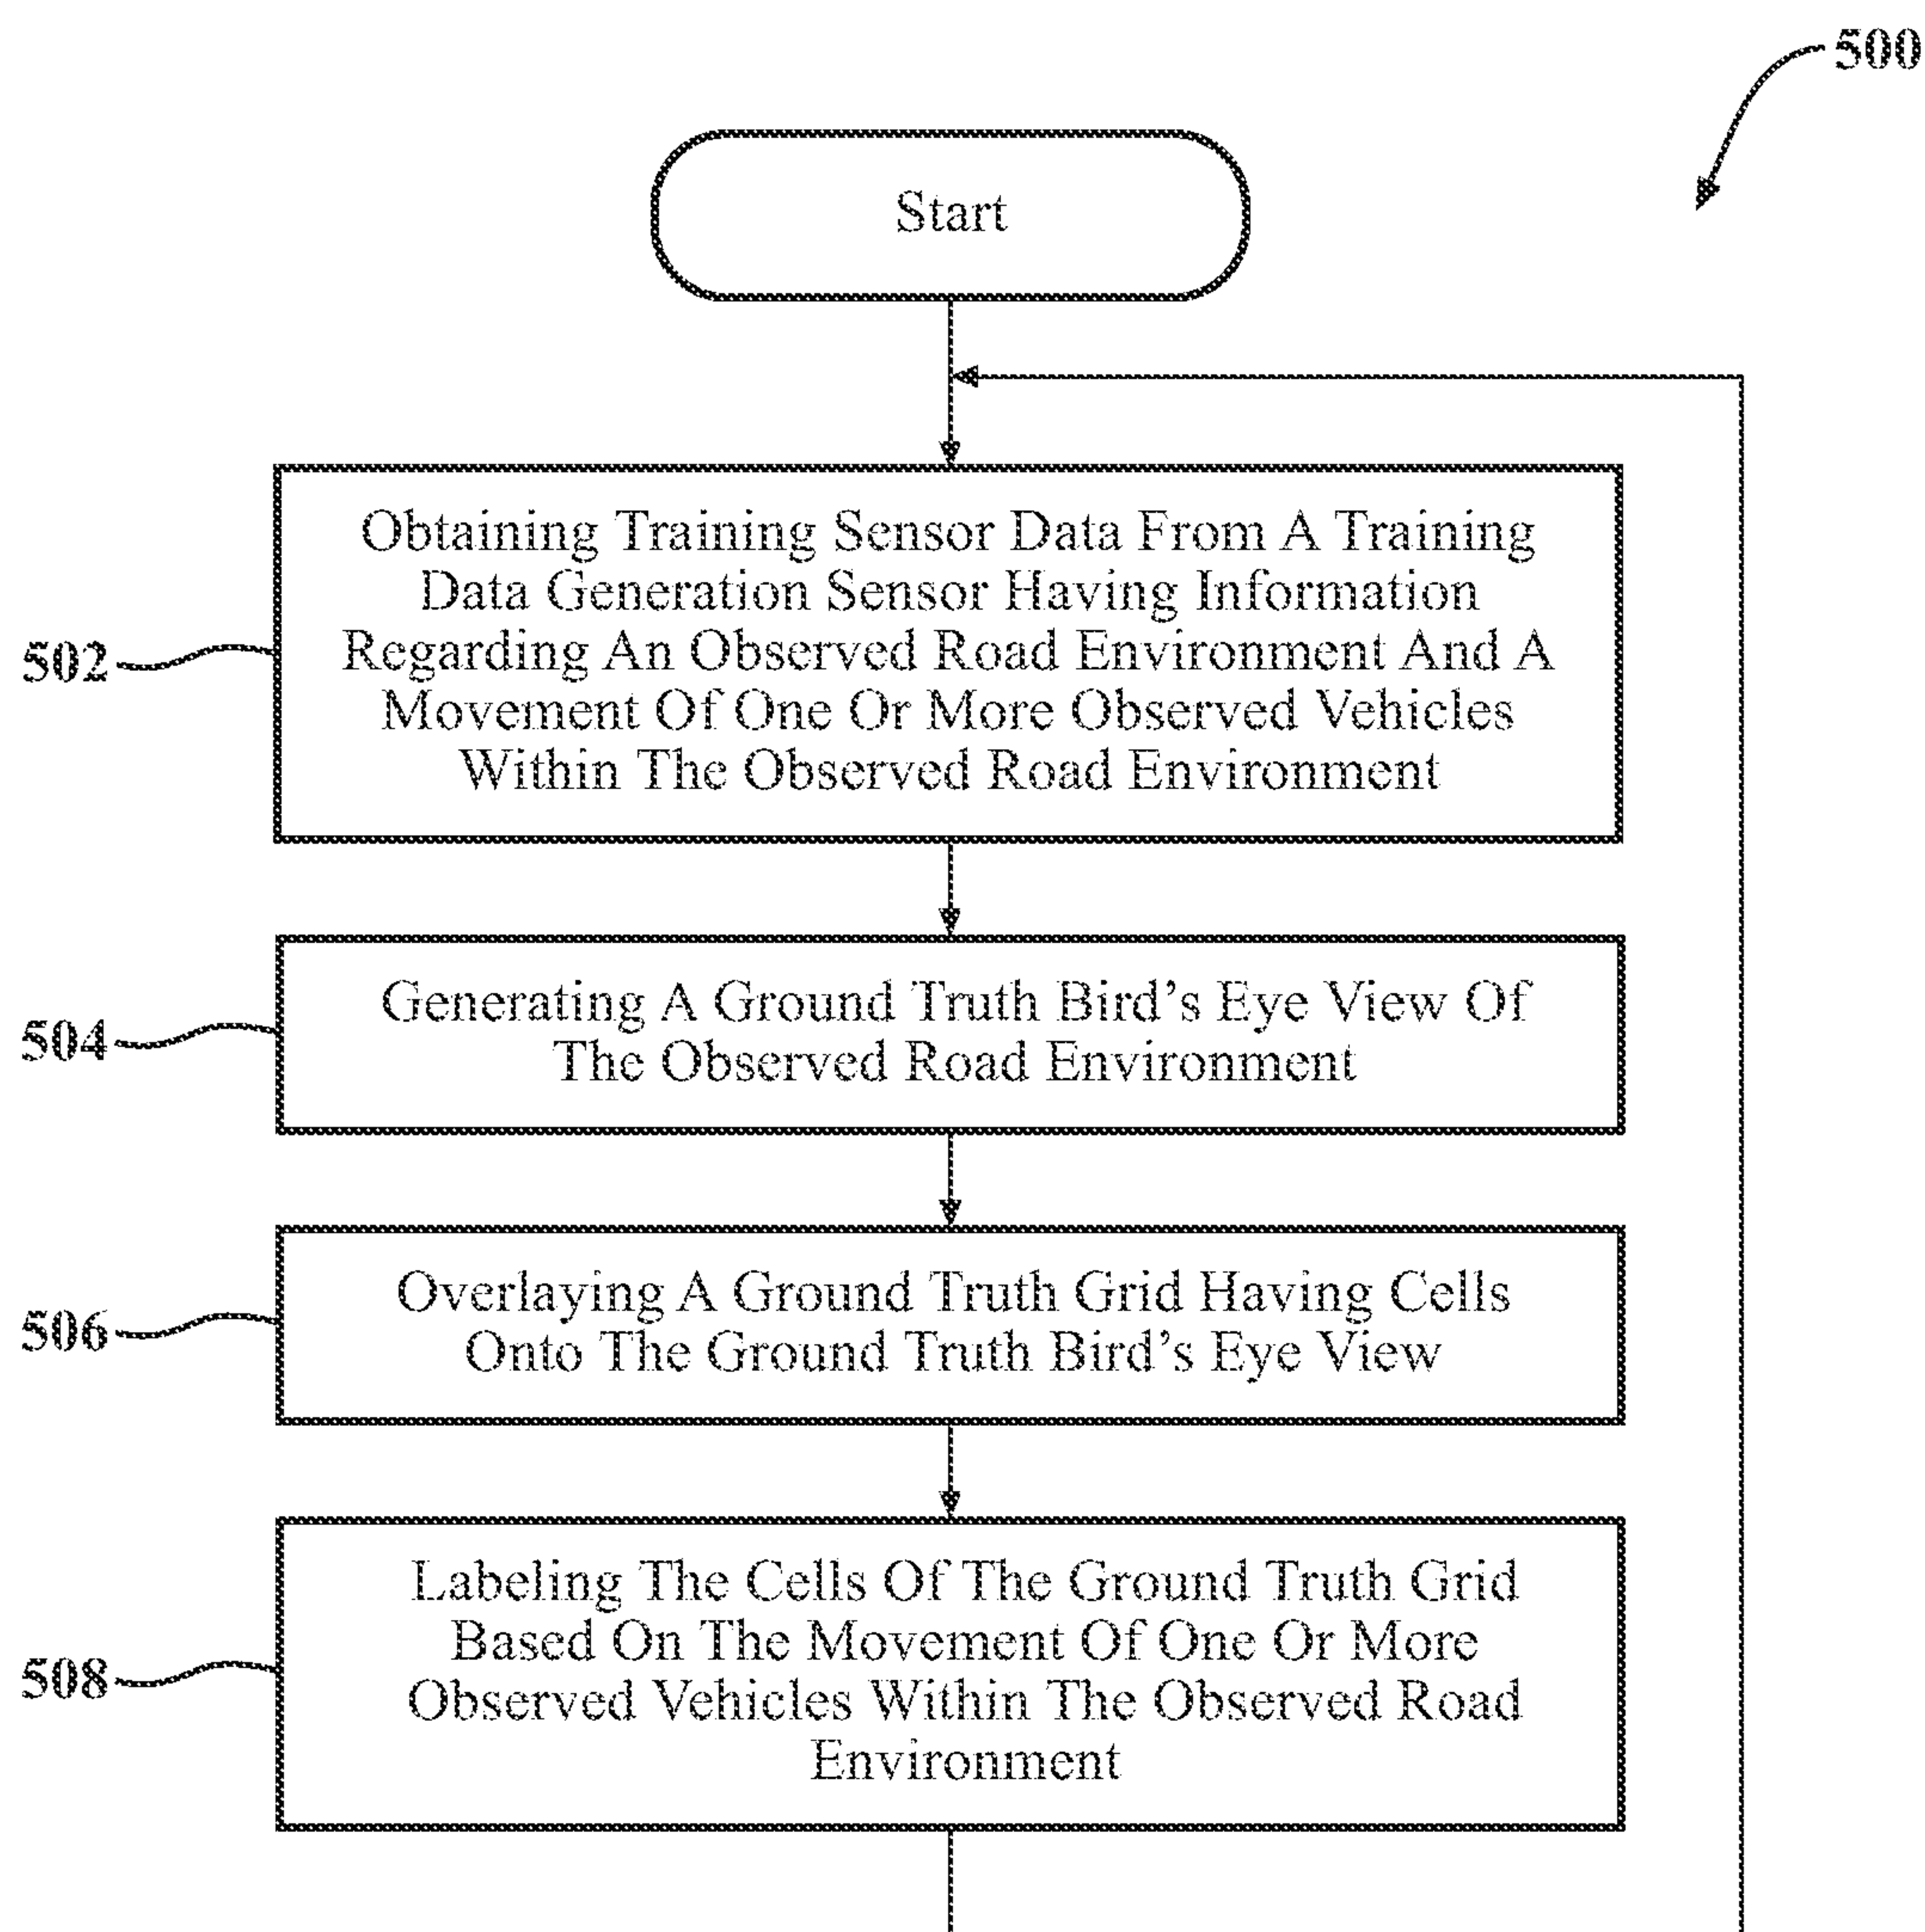 500
Start
Obtaining Training Sensor Data From A Training
Data Generation Sensor Having Information
Regarding An Observed Road Environment And A
Movement Of One Or More Observed Vehicles
Within The Observed Road Environment
502
Generating A Ground Truth Bird’s Eye View Of
The Observed Road Environment
504
Overlaying A Ground Truth Grid Having Cells
Onto The Ground Truth Bird’s Eye View
506
Labeling The Cells Of The Ground Truth Grid
Based On The Movement Of One Or More
Observed Vehicles Within The Observed Road
Environment
508